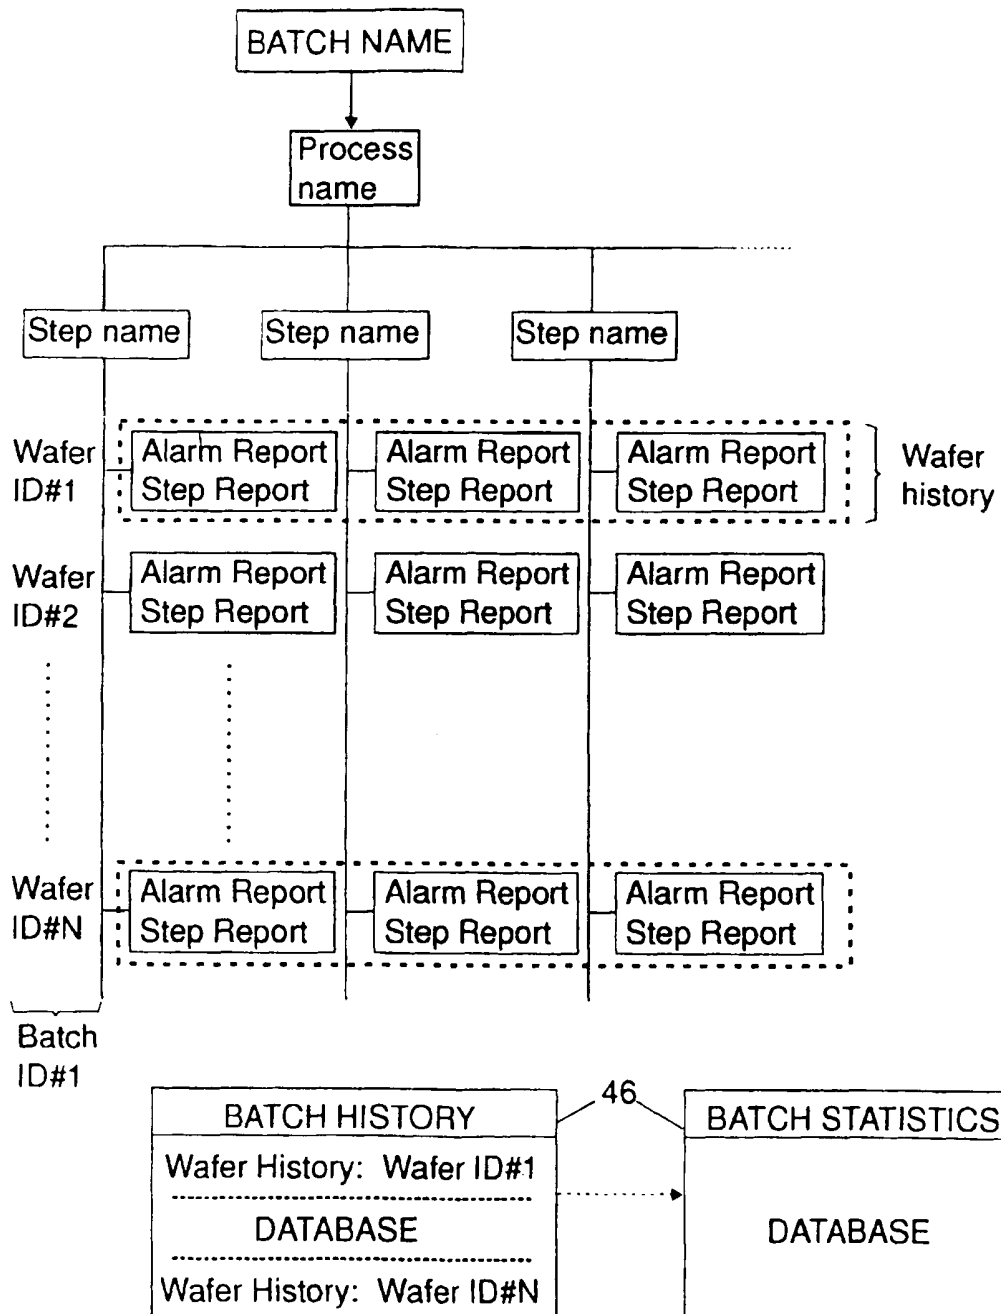 BATCH NAME
Process
name
Step name Step name Step name
Wafer
ID#1
Alarm Report
Step Report
Alarm Report
Step Report
Alarm Report
Step Report
Wafer
history
Wafer
ID#2
Alarm Report
Step Report
Alarm Report
Step Report
Alarm Report
Step Report
Wafer
ID#N
Alarm Report
Step Report
Alarm Report
Step Report
Alarm Report
Step Report
Batch
ID#1
46
BATCH HISTORY
Wafer History: Wafer ID#1
DATABASE
Wafer History: Wafer ID#N
BATCH STATISTICS
DATABASE